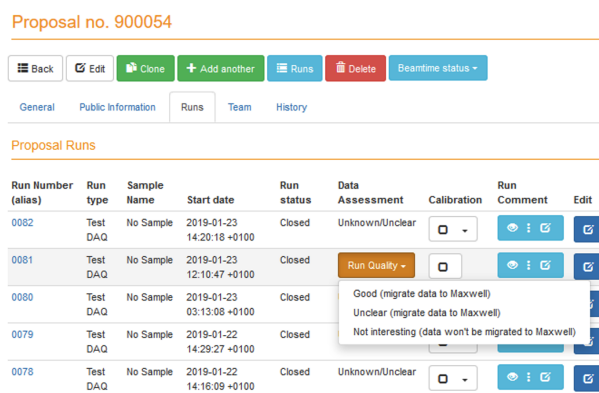 Proposal no. 900054
Back Edit Clone Add another Runs Delete Beamtime status
General Public Information Runs Team History
Proposal Runs
Run Number Run Sample Run Data Run
(alias) type Name Start date status Assessment Calibration Comment Edit
0082 Test No Sample 2019-01-23 Closed Unknown/Unclear
DAQ 14:20:18 +0100
0081 Test No Sample 2019-01-23 Closed Run Quality
DAQ 12:10:47 +0100
Good (migrate data to Maxwell)
0080 Test No Sample 2019-01-23 Closed
DAQ 03:13:08 +0100
Unclear (migrate data to Maxwell)
Not interesting (data won't be migrated to Maxwell)
0079 Test No Sample 2019-01-22 Closed
DAQ 14:29:27 +0100
0078 Test No Sample 2019-01-22 Closed Unknown/Unclear
DAQ 14:16:09 +0100